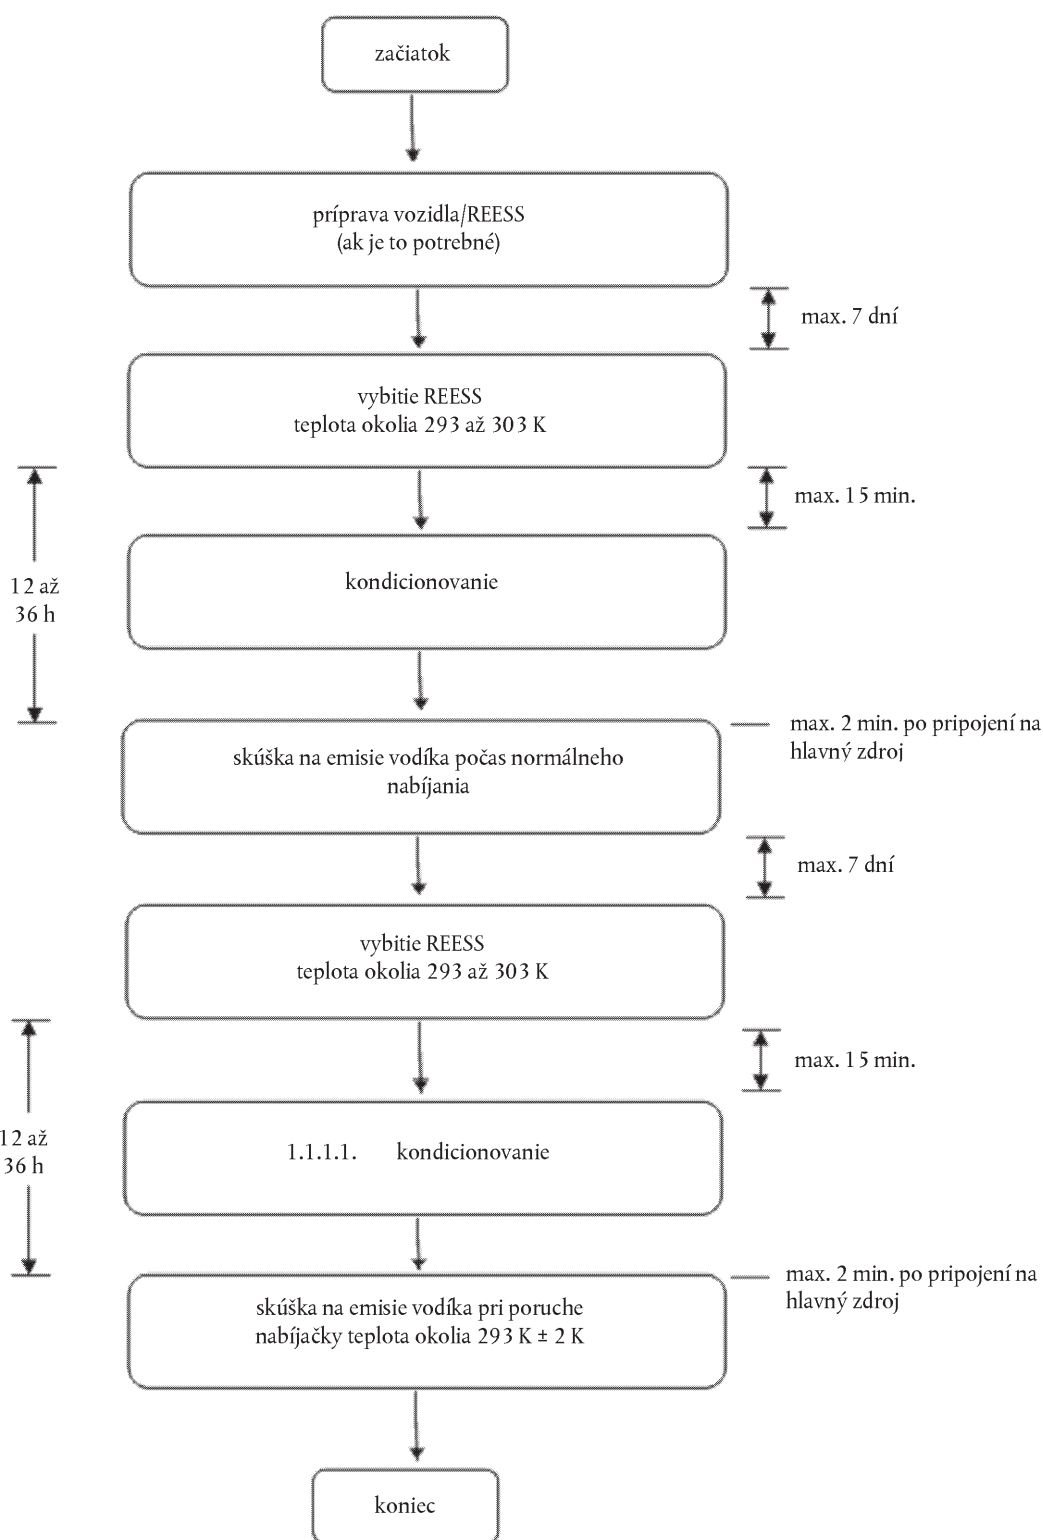 začiatok
príprava vozidla/REESS
(ak je to potrebné)
max. 7 dní
vybitie REESS
teplota okolia 293 až 303 K
max. 15 min.
12 až
36 h
kondicionovanie
skúška na emisie vodíka počas normálneho
nabíjania
max. 2 min. po pripojení na
hlavný zdroj
max. 7 dní
vybitie REESS
teplota okolia 293 až 303 K
max. 15 min.
12 až
36 h
1.1.1.1. kondicionovanie
skúška na emisie vodíka pri poruche
nabíjačky teplota okolia 293 K ± 2 K
max. 2 min. po pripojení na
hlavný zdroj
koniec